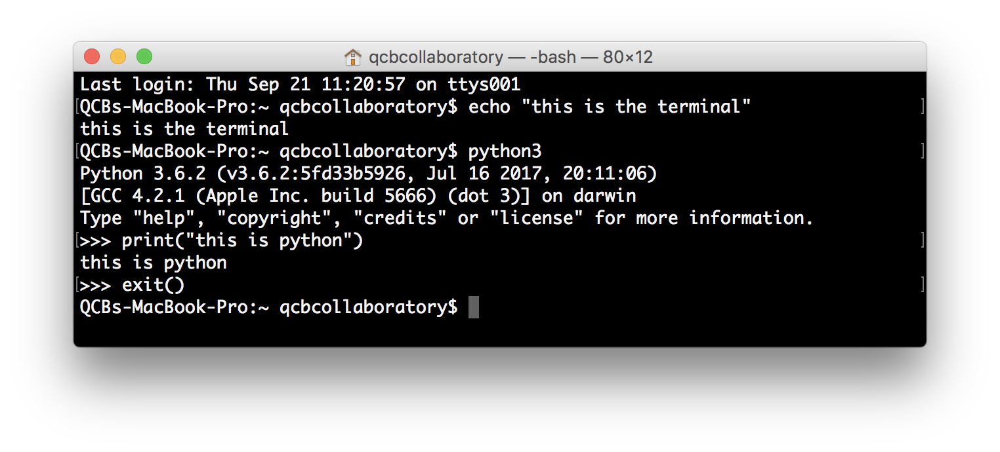 qcbcollaboratory — -bash — 80×12
Last login: Thu Sep 21 11:20:57 on ttys001
[QCBs-MacBook-Pro:~ qcbcollaboratory$ echo "this is the terminal" ]
this is the terminal
[QCBs-MacBook-Pro:~ qcbcollaboratory$ python3 ]
Python 3.6.2 (v3.6.2:5fd33b5926, Jul 16 2017, 20:11:06)
[GCC 4.2.1 (Apple Inc. build 5666) (dot 3)] on darwin
Type "help", "copyright", "credits" or "license" for more information.
[>>> print("this is python") ]
this is python
[>>> exit() ]
QCBs-MacBook-Pro:~ qcbcollaboratory$